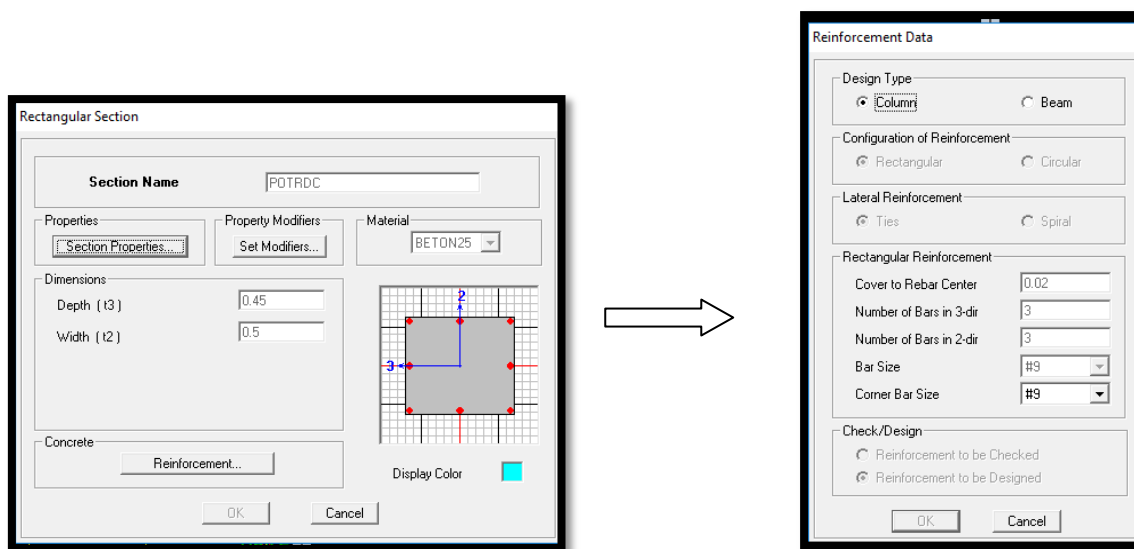 Rectangular Section
Section Name POTRDC
Properties Property Modifiers Material
Section Properties... Set Modifiers... BETON25
Dimensions
Depth ( t3 ) 0.45
Width ( t2 ) 0.5
2
3
Concrete
Reinforcement...
Display Color
OK Cancel
Reinforcement Data
Design Type
Column Beam
Configuration of Reinforcement
Rectangular Circular
Lateral Reinforcement
Ties Spiral
Rectangular Reinforcement
Cover to Rebar Center 0.02
Number of Bars in 3-dir 3
Number of Bars in 2-dir 3
Bar Size #9
Corner Bar Size #9
Check/Design
Reinforcement to be Checked
Reinforcement to be Designed
OK Cancel